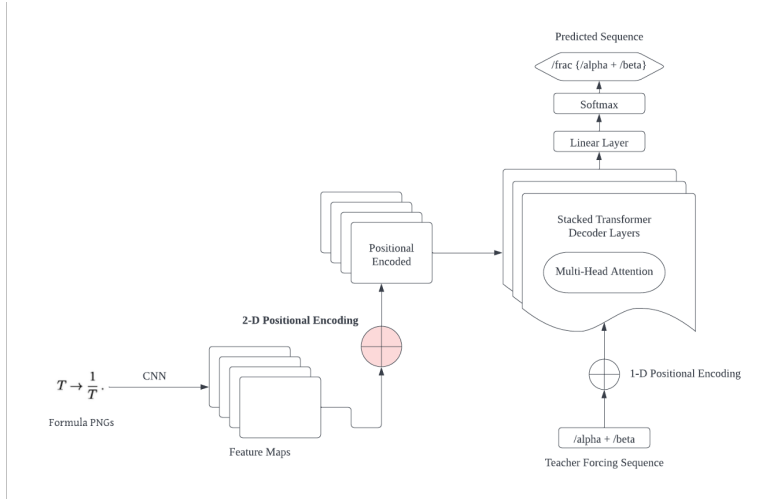 Predicted Sequence
/frac {/alpha + /beta}
Softmax
Linear Layer
Stacked Transformer
Decoder Layers
Multi-Head Attention
Positional
Encoded
2-D Positional Encoding
CNN
T → 1/T .
Formula PNGs
Feature Maps
1-D Positional Encoding
/alpha + /beta
Teacher Forcing Sequence